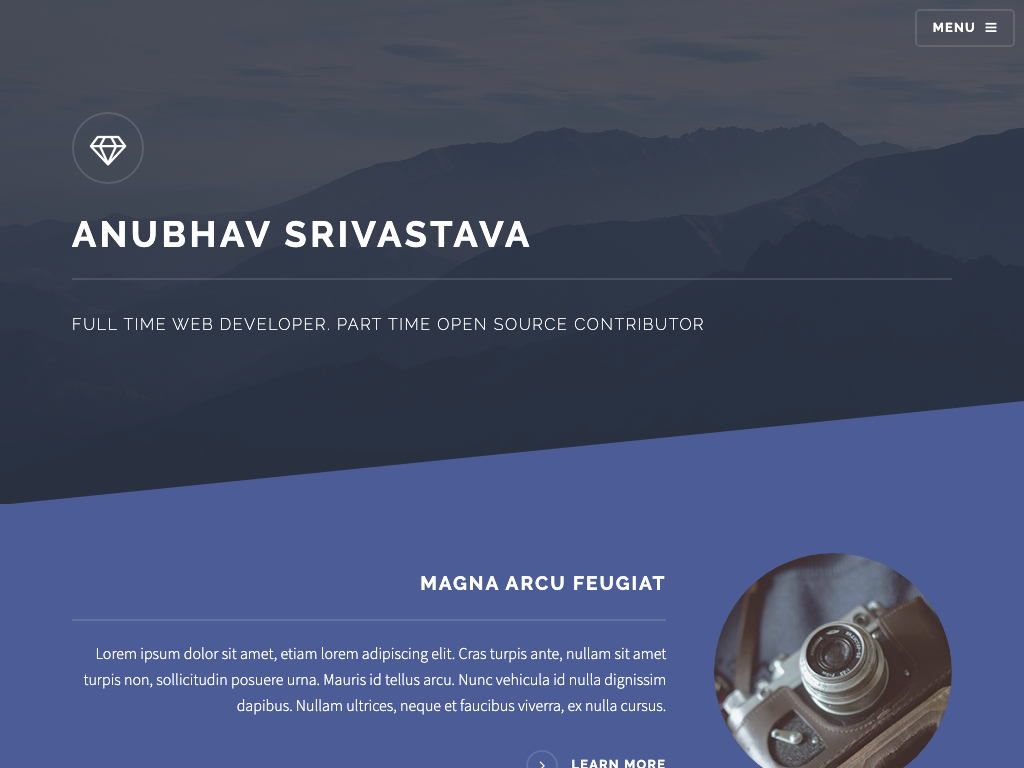 MENU
ANUBHAV SRIVASTAVA
FULL TIME WEB DEVELOPER. PART TIME OPEN SOURCE CONTRIBUTOR
MAGNA ARCU FEUGIAT
Lorem ipsum dolor sit amet, etiam lorem adipiscing elit. Cras turpis ante, nullam sit amet
turpis non, sollicitudin posuere urna. Mauris id tellus arcu. Nunc vehicula id nulla dignissim
dapibus. Nullam ultrices, neque et faucibus viverra, ex nulla cursus.
LEARN MORE